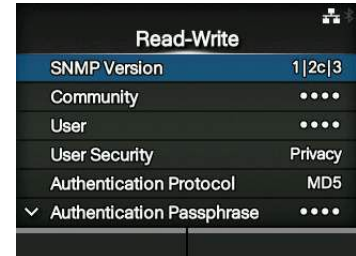 Read-Write
SNMP Version 1|2c|3
Community ••••
User ••••
User Security Privacy
Authentication Protocol MD5
Authentication Passphrase ••••